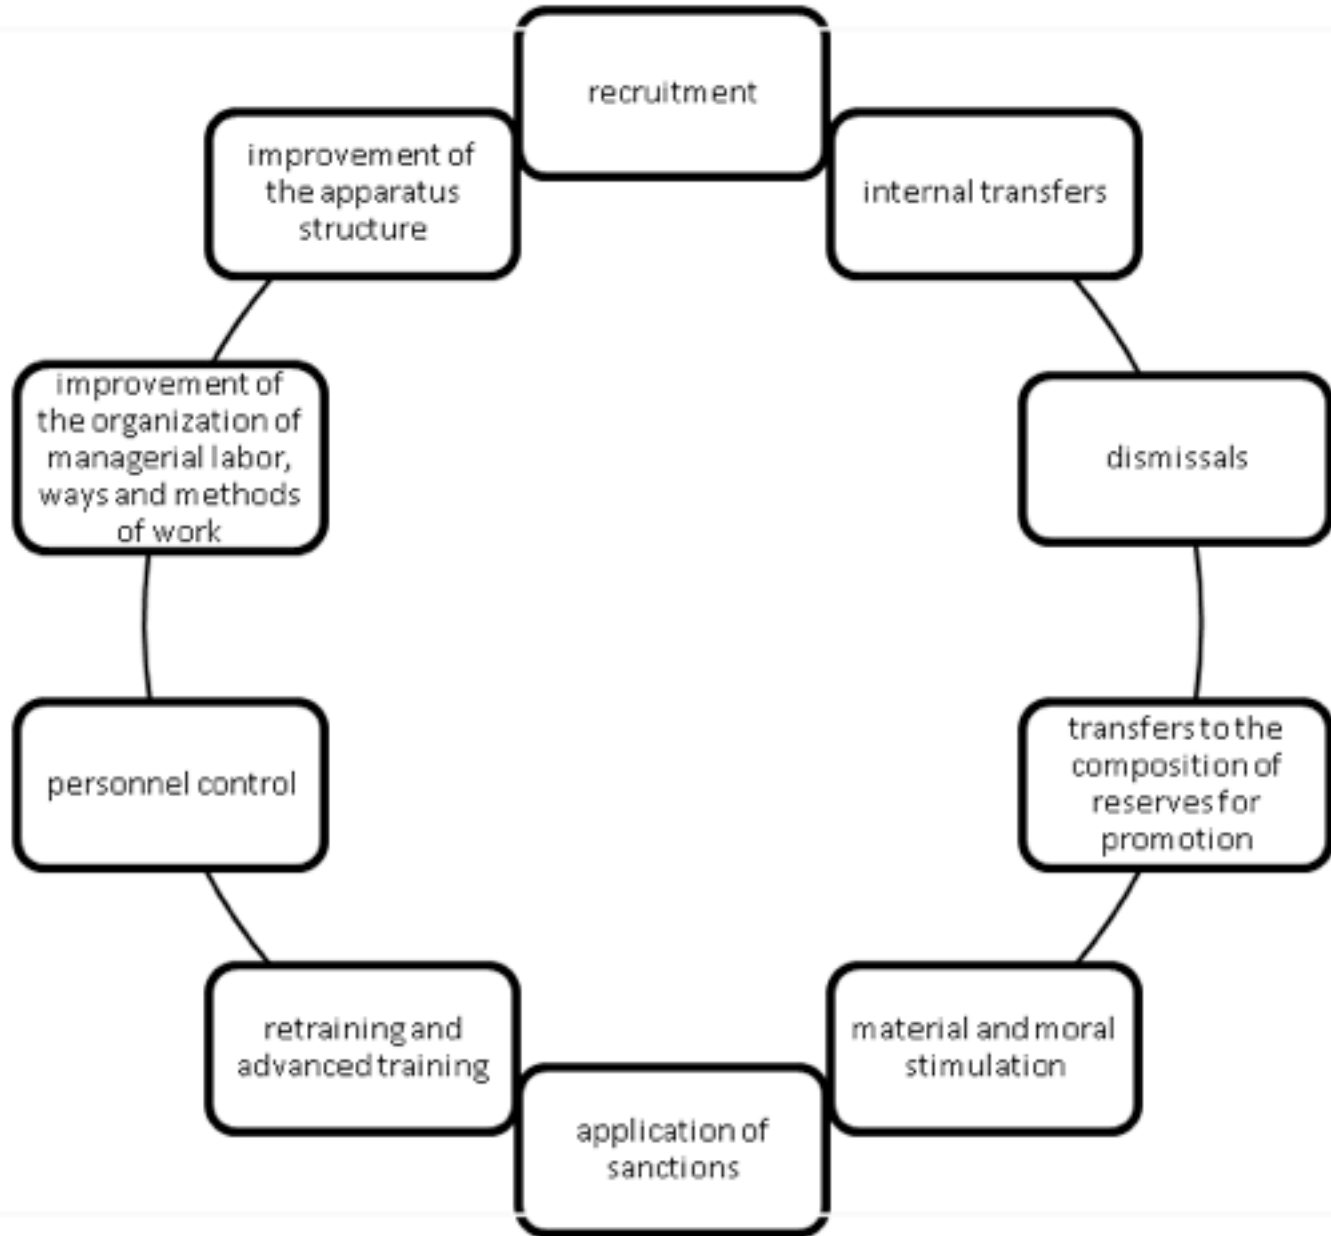 recruitment
internal transfers
dismissals
transfers to the
composition of
reserves for
promotion
material and moral
stimulation
application of
sanctions
retraining and
advanced training
personnel control
improvement of
the organization of
managerial labor,
ways and methods
of work
improvement of
the apparatus
structure